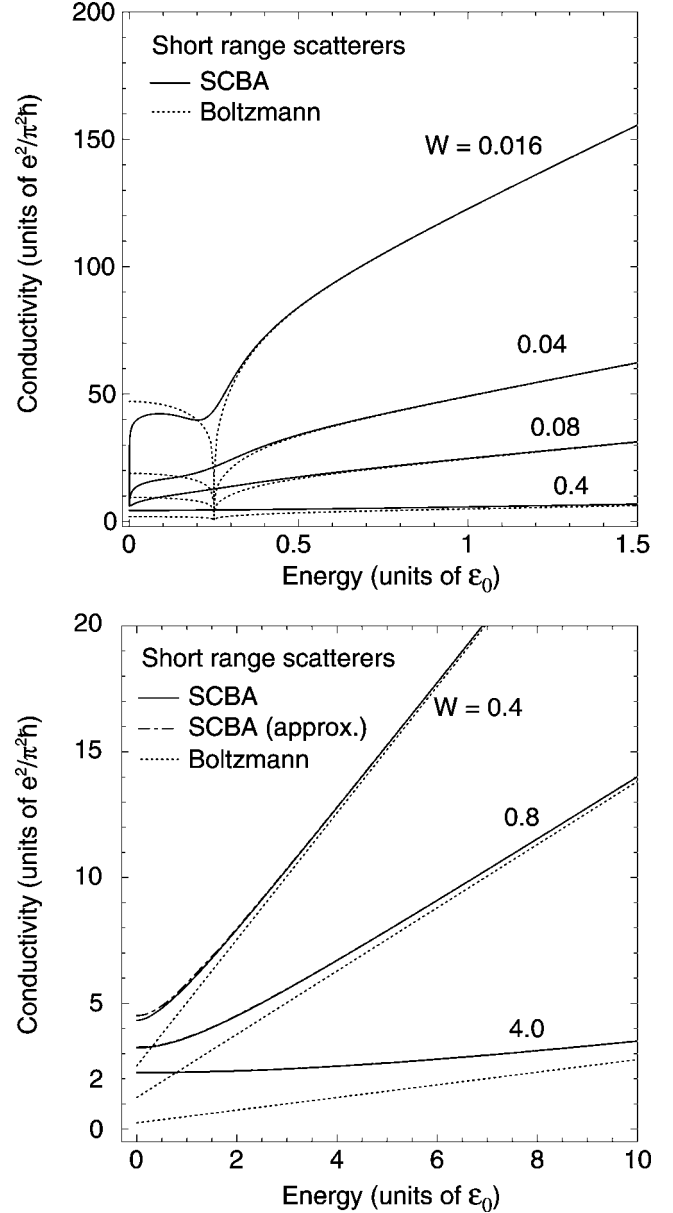 200
150
100
50
0
Conductivity (units of e²/π²ħ)
Short range scatterers
SCBA
Boltzmann
W = 0.016
0.04
0.08
0.4
0 0.5 1 1.5
Energy (units of ε₀)
20
15
10
5
2
0
Conductivity (units of e²/π²ħ)
Short range scatterers
SCBA
SCBA (approx.)
Boltzmann
W = 0.4
0.8
4.0
0 2 4 6 8 10
Energy (units of ε₀)